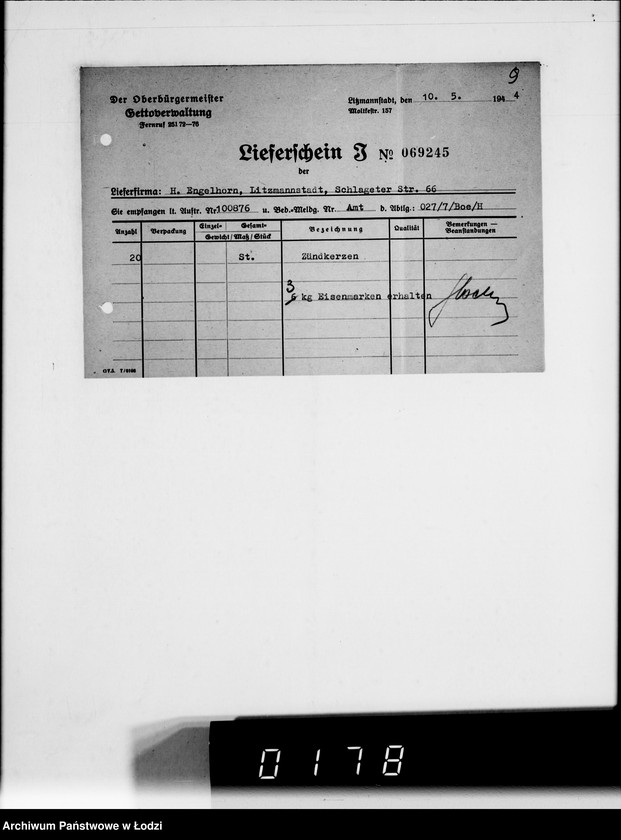 9
Der Oberbürgermeister
Gettoverwaltung
Fernruf 251 72—76
Litzmannstadt, den 10. 5. 1944
Moltkestr. 157
Lieferschein I No 069245
der
Lieferfirma: H. Engelhorn, Litzmannstadt, Schlageter Str. 66
Sie empfangen lt. Auftr. Nr. 100876 u. Bed.-Meldg. Nr. Amt b. Abtlg.: 027/7/Boe/H
Anzahl Verpackung Einzel- Gesamt- Gewicht/Maß/Stück Bezeichnung Qualität Bemerkungen — Beanstandungen
20 St. Zündkerzen
3
6 kg Eisenmarken erhalten
0178
Archiwum Państwowe w Łodzi